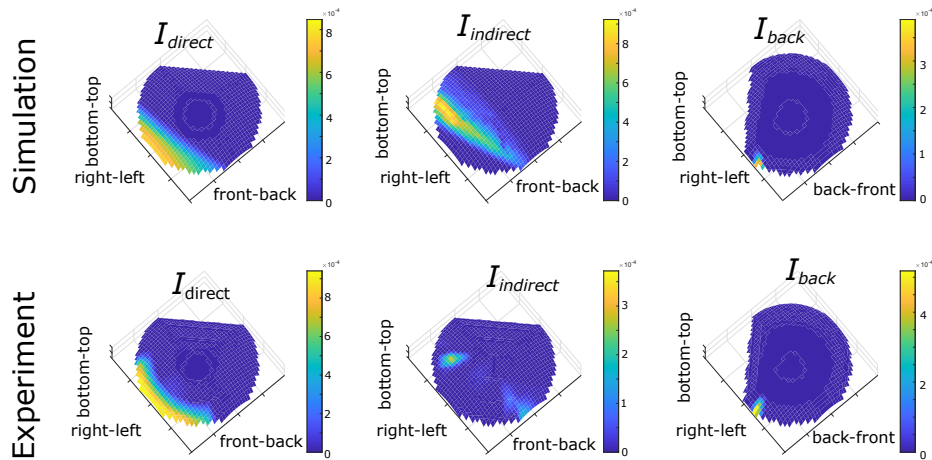 Simulation
I_direct
×10⁻⁴
8
6
4
2
0
bottom-top
right-left
front-back
I_indirect
×10⁻⁴
8
6
4
2
0
bottom-top
right-left
front-back
I_back
×10⁻⁴
3
2
1
0
bottom-top
right-left
back-front
Experiment
I_direct
×10⁻⁴
8
6
4
2
0
bottom-top
right-left
front-back
I_indirect
×10⁻⁴
3
2
1
0
bottom-top
right-left
front-back
I_back
×10⁻⁴
4
3
2
1
0
bottom-top
right-left
back-front